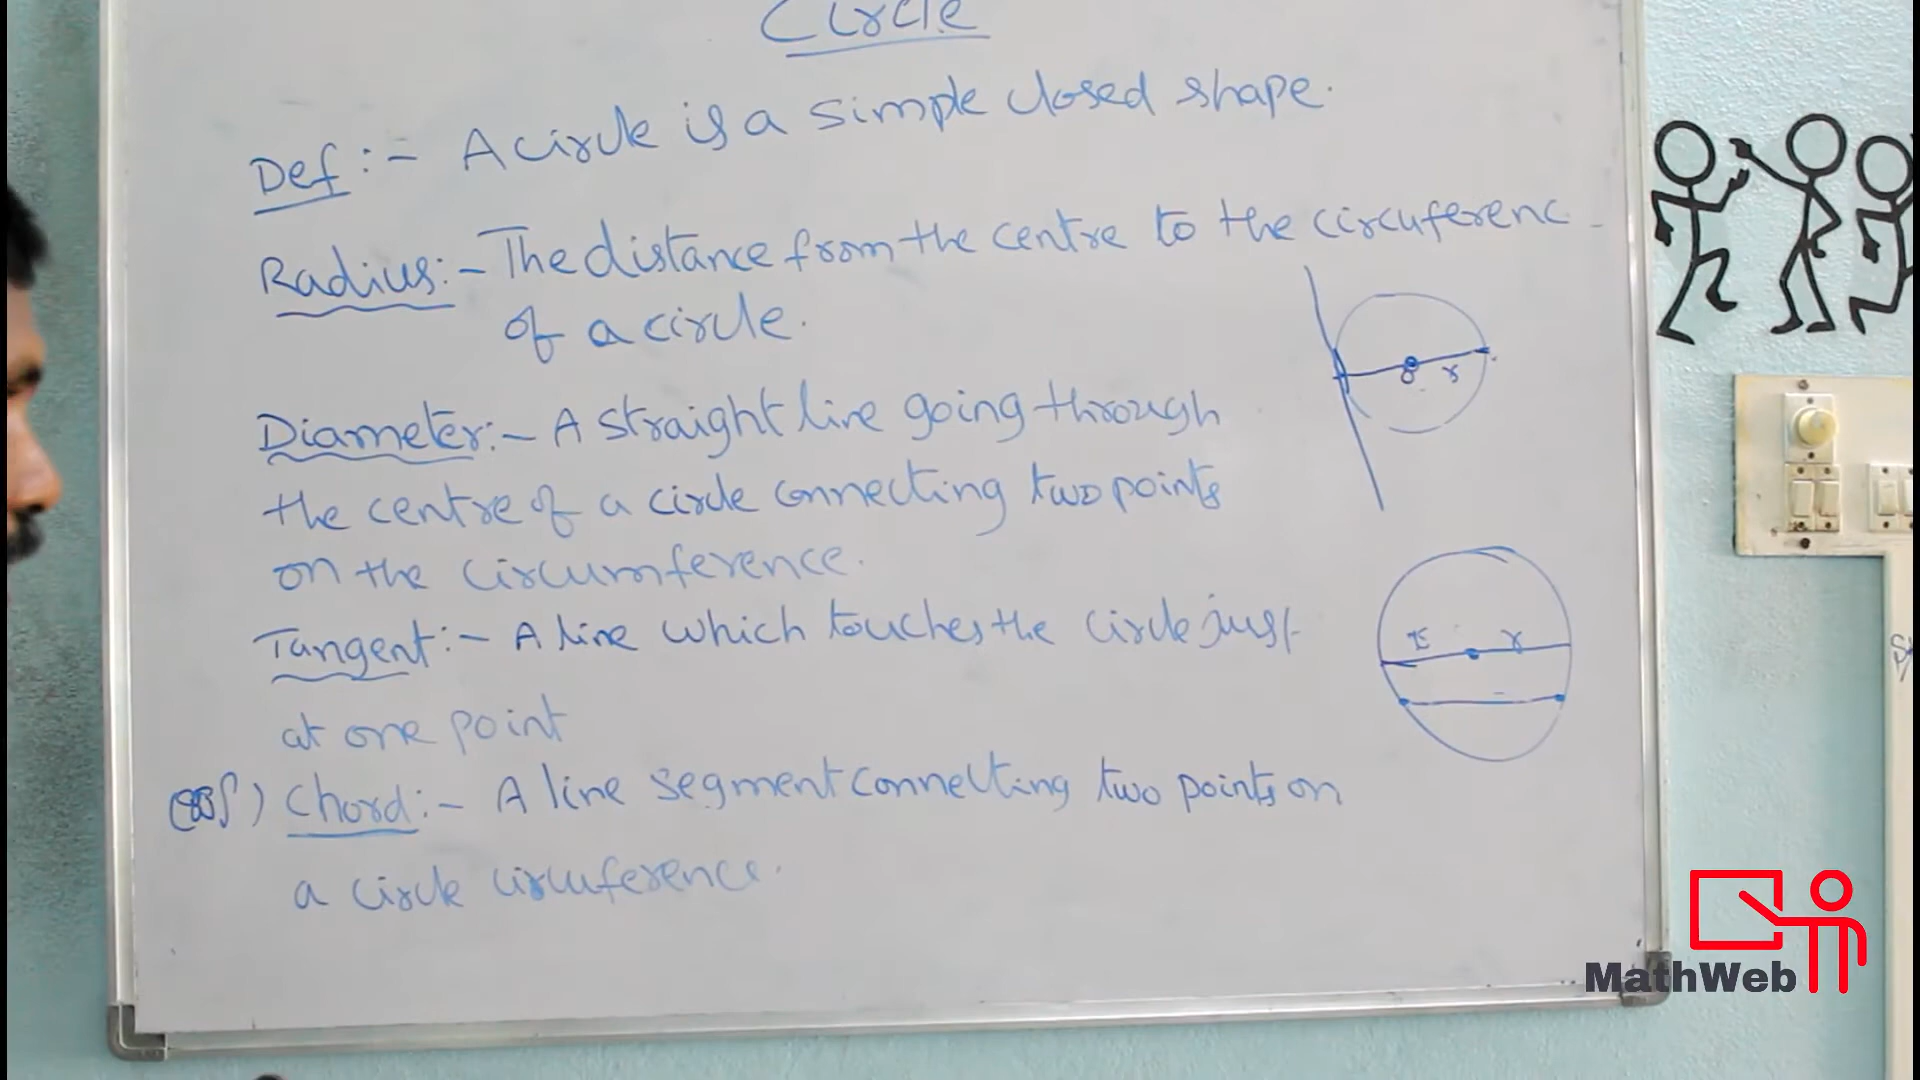 Circle
Def:- A circle is a simple closed shape.
Radius:- The distance from the centre to the circuferenc -
of a circle.
Diameter:- A straight line going through
the centre of a circle connecting two points
on the circumference.
Tangent:- A line which touches the circle just
at one point
Chord:- A line segment connecting two points on
a circle circuference.
r
r
MathWeb